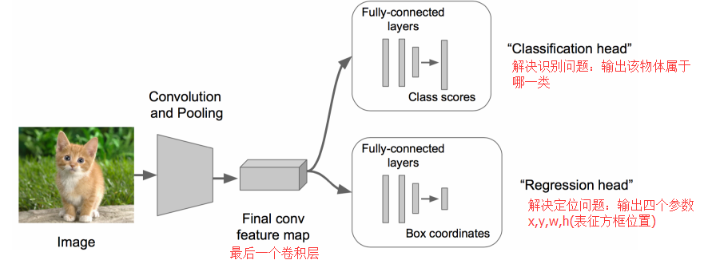 Image
Convolution
and Pooling
Final conv
feature map
最后一个卷积层
Fully-connected
layers
Class scores
"Classification head"
解决识别问题：输出该物体属于
哪一类
Fully-connected
layers
Box coordinates
"Regression head"
解决定位问题：输出四个参数
x,y,w,h(表征方框位置)